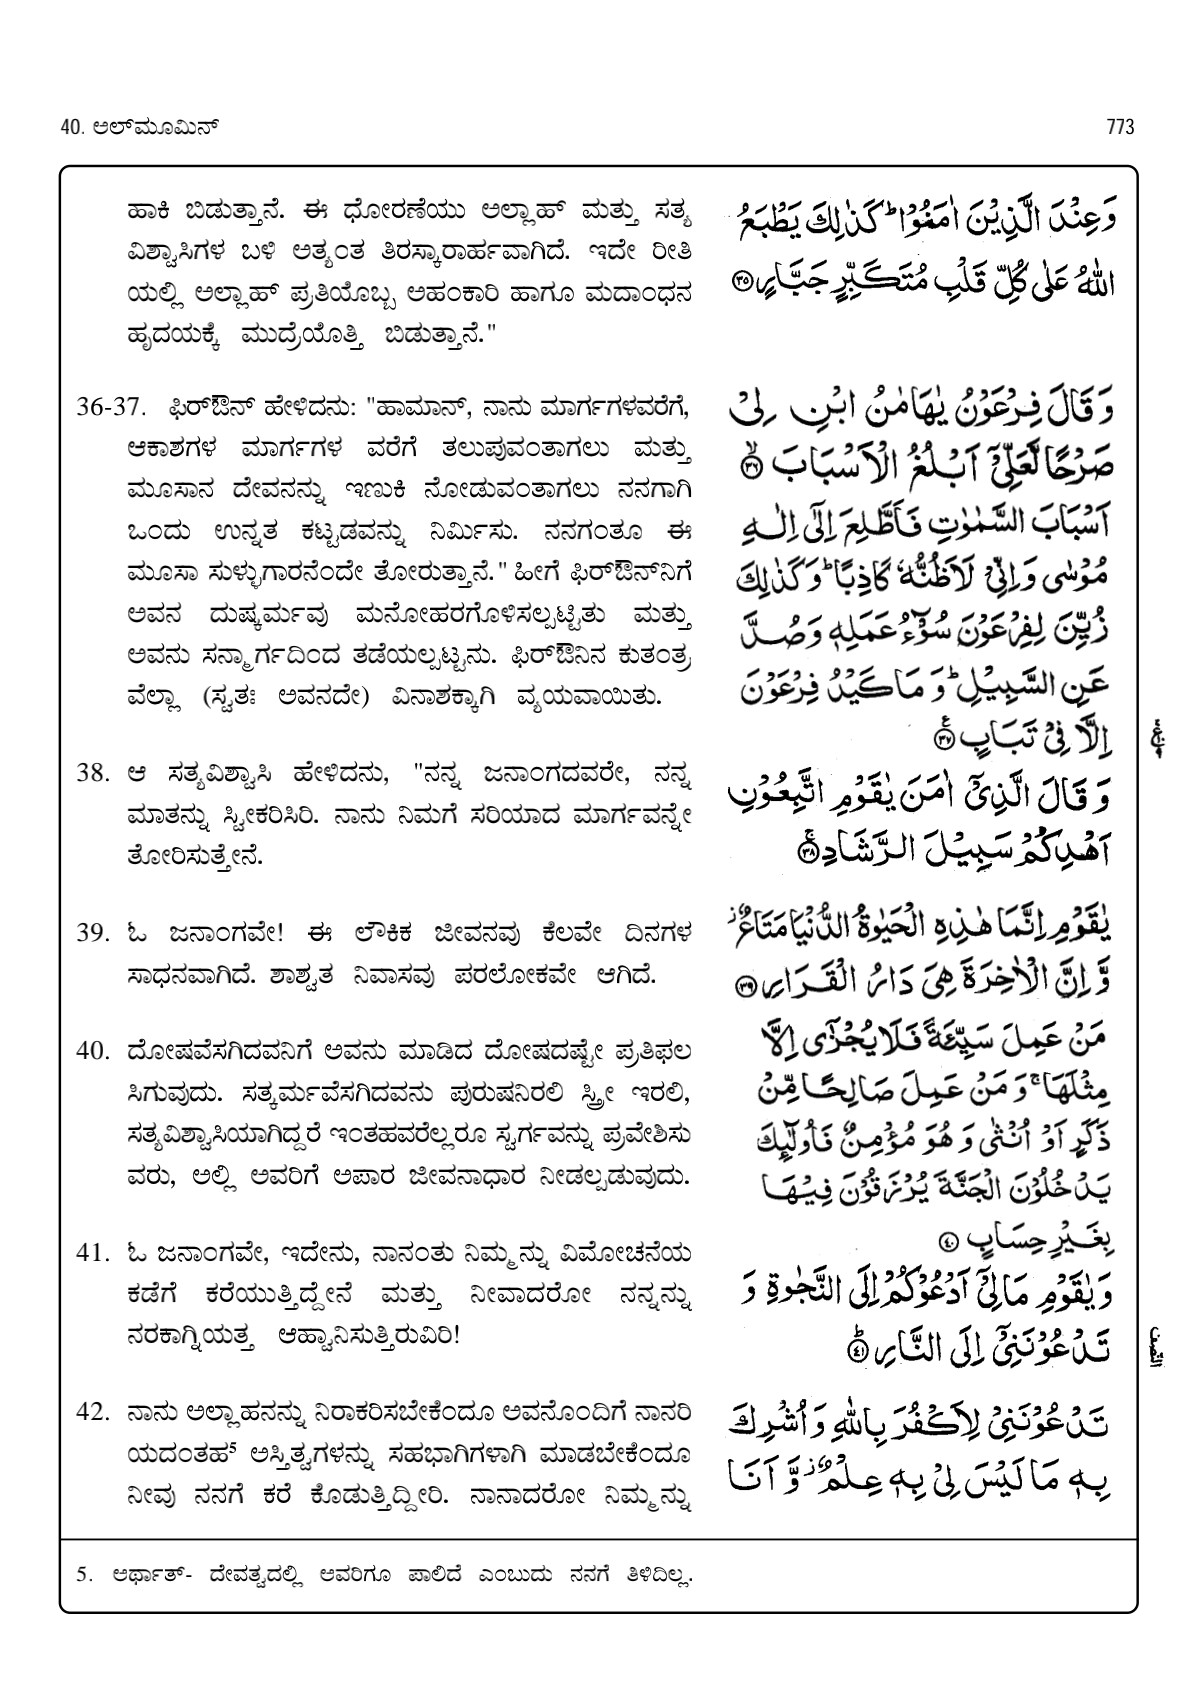 40. ಅಲ್‌ಮೂಮಿನ್
773
ಹಾಕಿ ಬಿಡುತ್ತಾನೆ. ಈ ಧೋರಣೆಯು ಅಲ್ಲಾಹ್ ಮತ್ತು ಸತ್ಯ
ವಿಶ್ವಾಸಿಗಳ ಬಳಿ ಅತ್ಯಂತ ತಿರಸ್ಕಾರಾರ್ಹವಾಗಿದೆ. ಇದೇ ರೀತಿ
ಯಲ್ಲಿ ಅಲ್ಲಾಹ್ ಪ್ರತಿಯೊಬ್ಬ ಅಹಂಕಾರಿ ಹಾಗೂ ಮದಾಂಧನ
ಹೃದಯಕ್ಕೆ ಮುದ್ರೆಯೊತ್ತಿ ಬಿಡುತ್ತಾನೆ."
36-37. ಫಿರ್‌ಔನ್ ಹೇಳಿದನು: "ಹಾಮಾನ್, ನಾನು ಮಾರ್ಗಗಳವರೆಗೆ,
ಆಕಾಶಗಳ ಮಾರ್ಗಗಳ ವರೆಗೆ ತಲುಪುವಂತಾಗಲು ಮತ್ತು
ಮೂಸಾನ ದೇವನನ್ನು ಇಣುಕಿ ನೋಡುವಂತಾಗಲು ನನಗಾಗಿ
ಒಂದು ಉನ್ನತ ಕಟ್ಟಡವನ್ನು ನಿರ್ಮಿಸು. ನನಗಂತೂ ಈ
ಮೂಸಾ ಸುಳ್ಳುಗಾರನೆಂದೇ ತೋರುತ್ತಾನೆ." ಹೀಗೆ ಫಿರ್‌ಔನ್‌ನಿಗೆ
ಅವನ ದುಷ್ಕರ್ಮವು ಮನೋಹರಗೊಳಿಸಲ್ಪಟ್ಟಿತು ಮತ್ತು
ಅವನು ಸನ್ಮಾರ್ಗದಿಂದ ತಡೆಯಲ್ಪಟ್ಟನು. ಫಿರ್‌ಔನಿನ ಕುತಂತ್ರ
ವೆಲ್ಲಾ (ಸ್ವತಃ ಅವನದೇ) ವಿನಾಶಕ್ಕಾಗಿ ವ್ಯಯವಾಯಿತು.
38. ಆ ಸತ್ಯವಿಶ್ವಾಸಿ ಹೇಳಿದನು, "ನನ್ನ ಜನಾಂಗದವರೇ, ನನ್ನ
ಮಾತನ್ನು ಸ್ವೀಕರಿಸಿರಿ. ನಾನು ನಿಮಗೆ ಸರಿಯಾದ ಮಾರ್ಗವನ್ನೇ
ತೋರಿಸುತ್ತೇನೆ.
39. ಓ ಜನಾಂಗವೇ! ಈ ಲೌಕಿಕ ಜೀವನವು ಕೆಲವೇ ದಿನಗಳ
ಸಾಧನವಾಗಿದೆ. ಶಾಶ್ವತ ನಿವಾಸವು ಪರಲೋಕವೇ ಆಗಿದೆ.
40. ದೋಷವೆಸಗಿದವನಿಗೆ ಅವನು ಮಾಡಿದ ದೋಷದಷ್ಟೇ ಪ್ರತಿಫಲ
ಸಿಗುವುದು. ಸತ್ಕರ್ಮವೆಸಗಿದವನು ಪುರುಷನಿರಲಿ ಸ್ತ್ರೀ ಇರಲಿ,
ಸತ್ಯವಿಶ್ವಾಸಿಯಾಗಿದ್ದರೆ ಇಂತಹವರೆಲ್ಲರೂ ಸ್ವರ್ಗವನ್ನು ಪ್ರವೇಶಿಸು
ವರು, ಅಲ್ಲಿ ಅವರಿಗೆ ಅಪಾರ ಜೀವನಾಧಾರ ನೀಡಲ್ಪಡುವುದು.
41. ಓ ಜನಾಂಗವೇ, ಇದೇನು, ನಾನಂತು ನಿಮ್ಮನ್ನು ವಿಮೋಚನೆಯ
ಕಡೆಗೆ ಕರೆಯುತ್ತಿದ್ದೇನೆ ಮತ್ತು ನೀವಾದರೋ ನನ್ನನ್ನು
ನರಕಾಗ್ನಿಯತ್ತ ಆಹ್ವಾನಿಸುತ್ತಿರುವಿರಿ!
42. ನಾನು ಅಲ್ಲಾಹನನ್ನು ನಿರಾಕರಿಸಬೇಕೆಂದೂ ಅವನೊಂದಿಗೆ ನಾನರಿ
ಯದಂತಹ⁵ ಅಸ್ತಿತ್ವಗಳನ್ನು ಸಹಭಾಗಿಗಳಾಗಿ ಮಾಡಬೇಕೆಂದೂ
ನೀವು ನನಗೆ ಕರೆ ಕೊಡುತ್ತಿದ್ದೀರಿ. ನಾನಾದರೋ ನಿಮ್ಮನ್ನು
وَعِنْدَ الَّذِيْنَ اٰمَنُوْا ؕ كَذٰلِكَ يَطْبَعُ
اللّٰهُ عَلٰى كُلِّ قَلْبِ مُتَكَبِّرٍ جَبَّارٍ ۝۳۵
وَقَالَ فِرْعَوْنُ يٰهَامٰنُ ابْنِ لِيْ
صَرْحًا لَّعَلِّيْٓ اَبْلُغُ الْاَسْبَابَ ۝۳۶ۙ
اَسْبَابَ السَّمٰوٰتِ فَاَطَّلِعَ اِلٰٓى اِلٰهِ
مُوْسٰى وَاِنِّيْ لَاَظُنُّهٗ كَاذِبًا ؕ وَكَذٰلِكَ
زُيِّنَ لِفِرْعَوْنَ سُوْٓءُ عَمَلِهٖ وَصُدَّ
عَنِ السَّبِيْلِ ؕ وَمَا كَيْدُ فِرْعَوْنَ
اِلَّا فِيْ تَبَابٍ ۝۳۷ۧ
وَقَالَ الَّذِيْٓ اٰمَنَ يٰقَوْمِ اتَّبِعُوْنِ
اَهْدِكُمْ سَبِيْلَ الرَّشَادِ ۝۳۸ۚ
يٰقَوْمِ اِنَّمَا هٰذِهِ الْحَيٰوةُ الدُّنْيَا مَتَاعٌ ؗ
وَّاِنَّ الْاٰخِرَةَ هِيَ دَارُ الْقَرَارِ ۝۳۹
مَنْ عَمِلَ سَيِّئَةً فَلَا يُجْزٰٓى اِلَّا
مِثْلَهَا ۚ وَمَنْ عَمِلَ صَالِحًا مِّنْ
ذَكَرٍ اَوْ اُنْثٰى وَهُوَ مُؤْمِنٌ فَاُولٰٓئِكَ
يَدْخُلُوْنَ الْجَنَّةَ يُرْزَقُوْنَ فِيْهَا
بِغَيْرِ حِسَابٍ ۝۴۰
وَيٰقَوْمِ مَا لِيْٓ اَدْعُوْكُمْ اِلَى النَّجٰوةِ وَ
تَدْعُوْنَنِيْٓ اِلَى النَّارِ ۝۴۱ؕ
تَدْعُوْنَنِيْ لِاَكْفُرَ بِاللّٰهِ وَاُشْرِكَ
بِهٖ مَا لَيْسَ لِيْ بِهٖ عِلْمٌ ؗ وَّاَنَا
النّصف
5. ಅರ್ಥಾತ್- ದೇವತ್ವದಲ್ಲಿ ಅವರಿಗೂ ಪಾಲಿದೆ ಎಂಬುದು ನನಗೆ ತಿಳಿದಿಲ್ಲ.